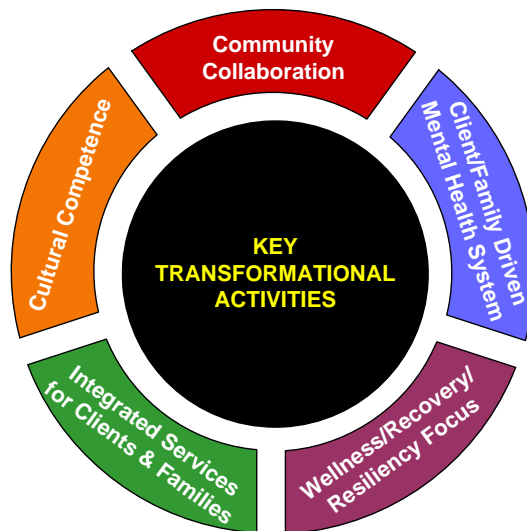 Community
Collaboration
Client/Family Driven
Mental Health System
Wellness/Recovery/
Resiliency Focus
Integrated Services
for Clients & Families
Cultural Competence
KEY
TRANSFORMATIONAL
ACTIVITIES